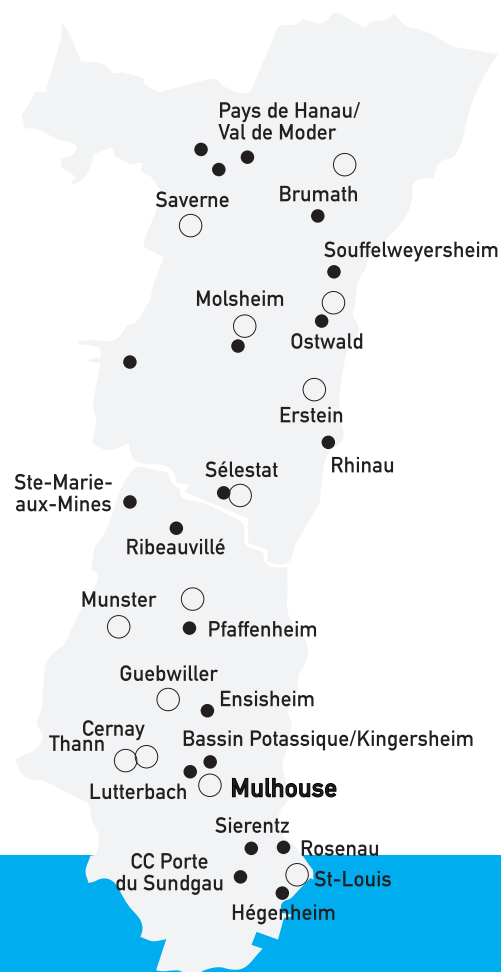 Pays de Hanau/
Val de Moder
Saverne
Brumath
Souffelweyersheim
Molsheim
Ostwald
Erstein
Rhinau
Sélestat
Ste-Marie-
aux-Mines
Ribeauvillé
Munster
Pfaffenheim
Guebwiller
Ensisheim
Cernay
Thann
Bassin Potassique/Kingersheim
Lutterbach
Mulhouse
Sierentz
Rosenau
CC Porte
du Sundgau
St-Louis
Hégenheim